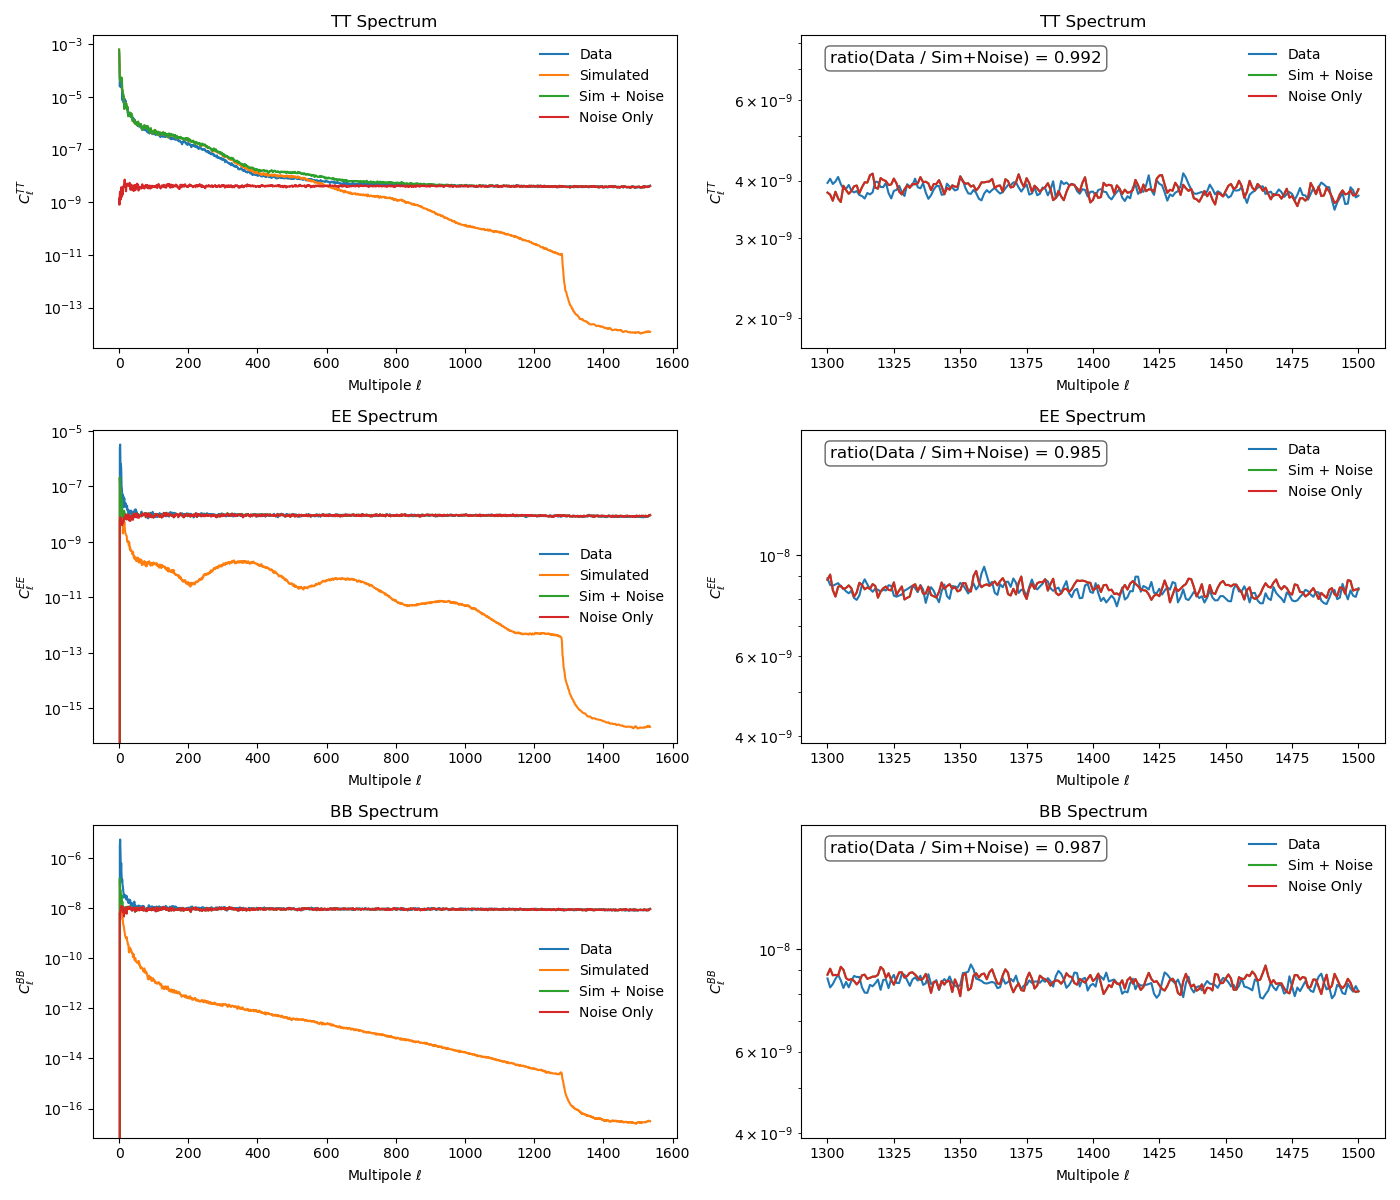 TT Spectrum
10⁻³
10⁻⁵
10⁻⁷
10⁻⁹
10⁻¹¹
10⁻¹³
C_ℓ^{TT}
Data
Simulated
Sim + Noise
Noise Only
0 200 400 600 800 1000 1200 1400 1600
Multipole ℓ
TT Spectrum
ratio(Data / Sim+Noise) = 0.992
6 × 10⁻⁹
4 × 10⁻⁹
3 × 10⁻⁹
2 × 10⁻⁹
C_ℓ^{TT}
Data
Sim + Noise
Noise Only
1300 1325 1350 1375 1400 1425 1450 1475 1500
Multipole ℓ
EE Spectrum
10⁻⁵
10⁻⁷
10⁻⁹
10⁻¹¹
10⁻¹³
10⁻¹⁵
C_ℓ^{EE}
Data
Simulated
Sim + Noise
Noise Only
0 200 400 600 800 1000 1200 1400 1600
Multipole ℓ
EE Spectrum
ratio(Data / Sim+Noise) = 0.985
10⁻⁸
6 × 10⁻⁹
4 × 10⁻⁹
C_ℓ^{EE}
Data
Sim + Noise
Noise Only
1300 1325 1350 1375 1400 1425 1450 1475 1500
Multipole ℓ
BB Spectrum
10⁻⁶
10⁻⁸
10⁻¹⁰
10⁻¹²
10⁻¹⁴
10⁻¹⁶
C_ℓ^{BB}
Data
Simulated
Sim + Noise
Noise Only
0 200 400 600 800 1000 1200 1400 1600
Multipole ℓ
BB Spectrum
ratio(Data / Sim+Noise) = 0.987
10⁻⁸
6 × 10⁻⁹
4 × 10⁻⁹
C_ℓ^{BB}
Data
Sim + Noise
Noise Only
1300 1325 1350 1375 1400 1425 1450 1475 1500
Multipole ℓ